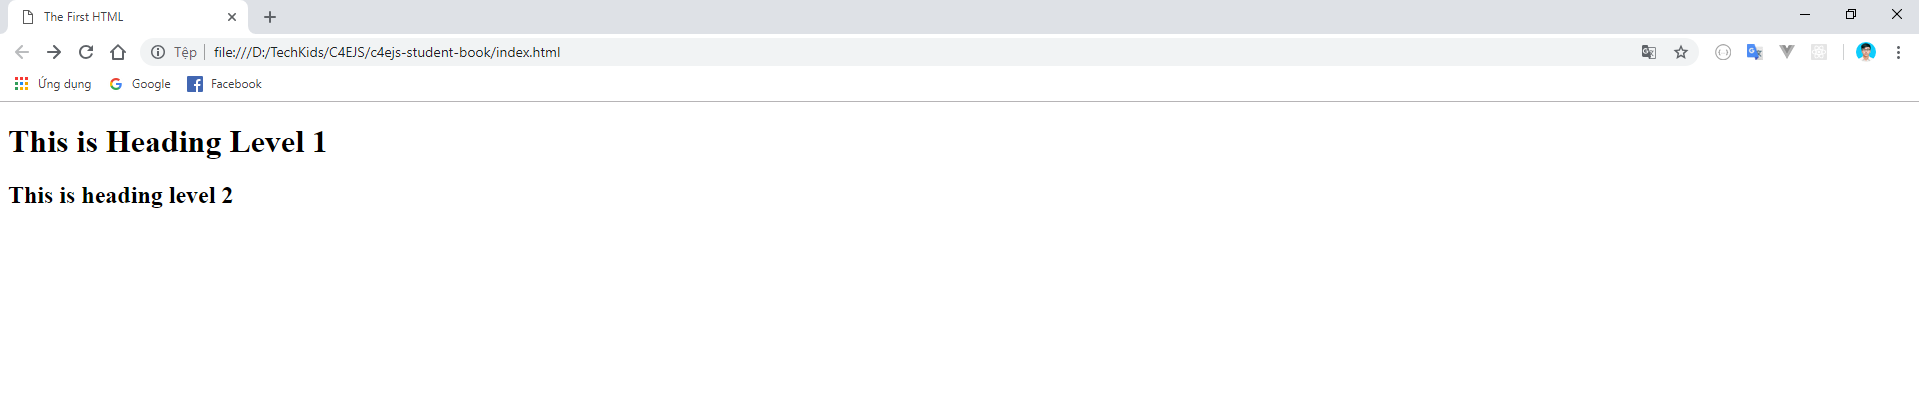 The First HTML
Tệp file:///D:/TechKids/C4EJS/c4ejs-student-book/index.html
Ứng dụng Google Facebook
This is Heading Level 1
This is heading level 2